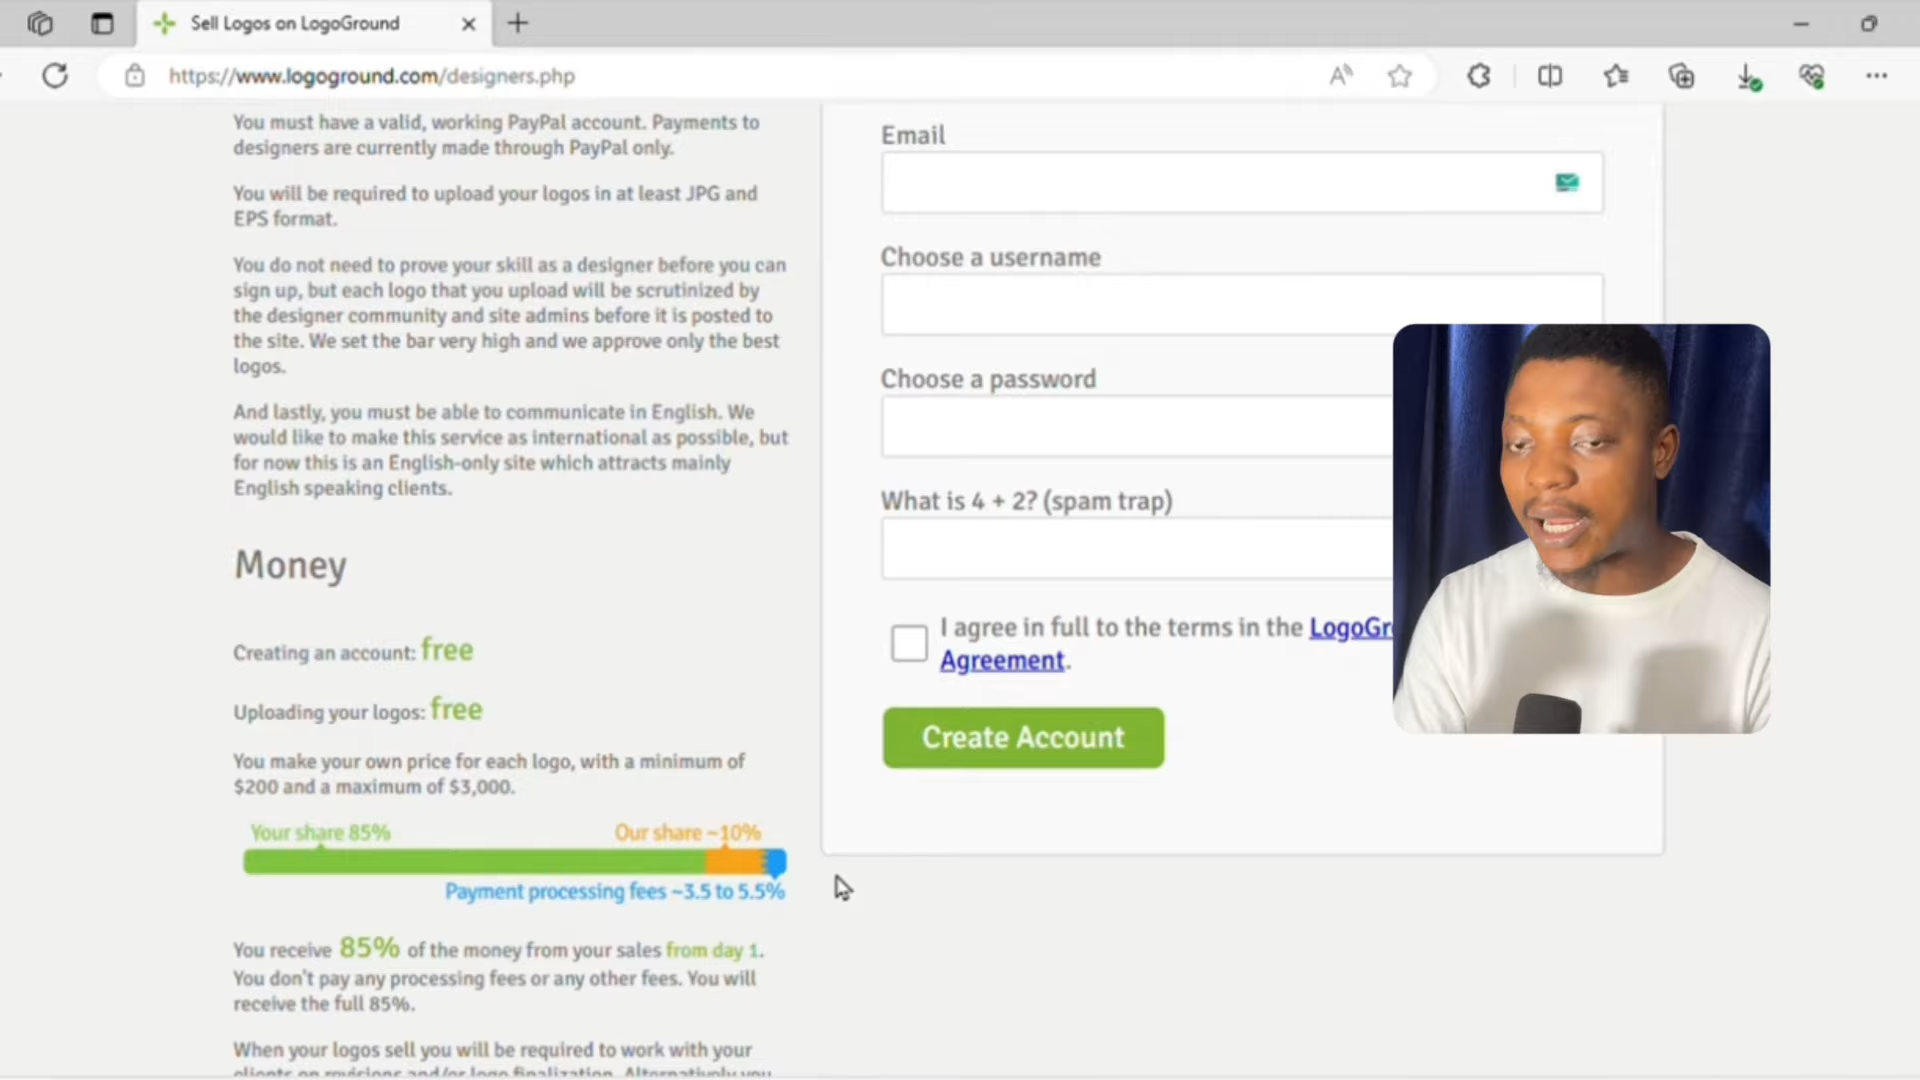 Sell Logos on LogoGround
https://www.logoground.com/designers.php
You must have a valid, working PayPal account. Payments to
designers are currently made through PayPal only.
You will be required to upload your logos in at least JPG and
EPS format.
You do not need to prove your skill as a designer before you can
sign up, but each logo that you upload will be scrutinized by
the designer community and site admins before it is posted to
the site. We set the bar very high and we approve only the best
logos.
And lastly, you must be able to communicate in English. We
would like to make this service as international as possible, but
for now this is an English-only site which attracts mainly
English speaking clients.
Money
Creating an account: free
Uploading your logos: free
You make your own price for each logo, with a minimum of
$200 and a maximum of $3,000.
Your share 85% Our share ~10%
Payment processing fees ~3.5 to 5.5%
You receive 85% of the money from your sales from day 1.
You don't pay any processing fees or any other fees. You will
receive the full 85%.
When your logos sell you will be required to work with your
clients on revisions and/or logo finalization. Alternatively you
Email
Choose a username
Choose a password
What is 4 + 2? (spam trap)
I agree in full to the terms in the LogoGr
Agreement.
Create Account